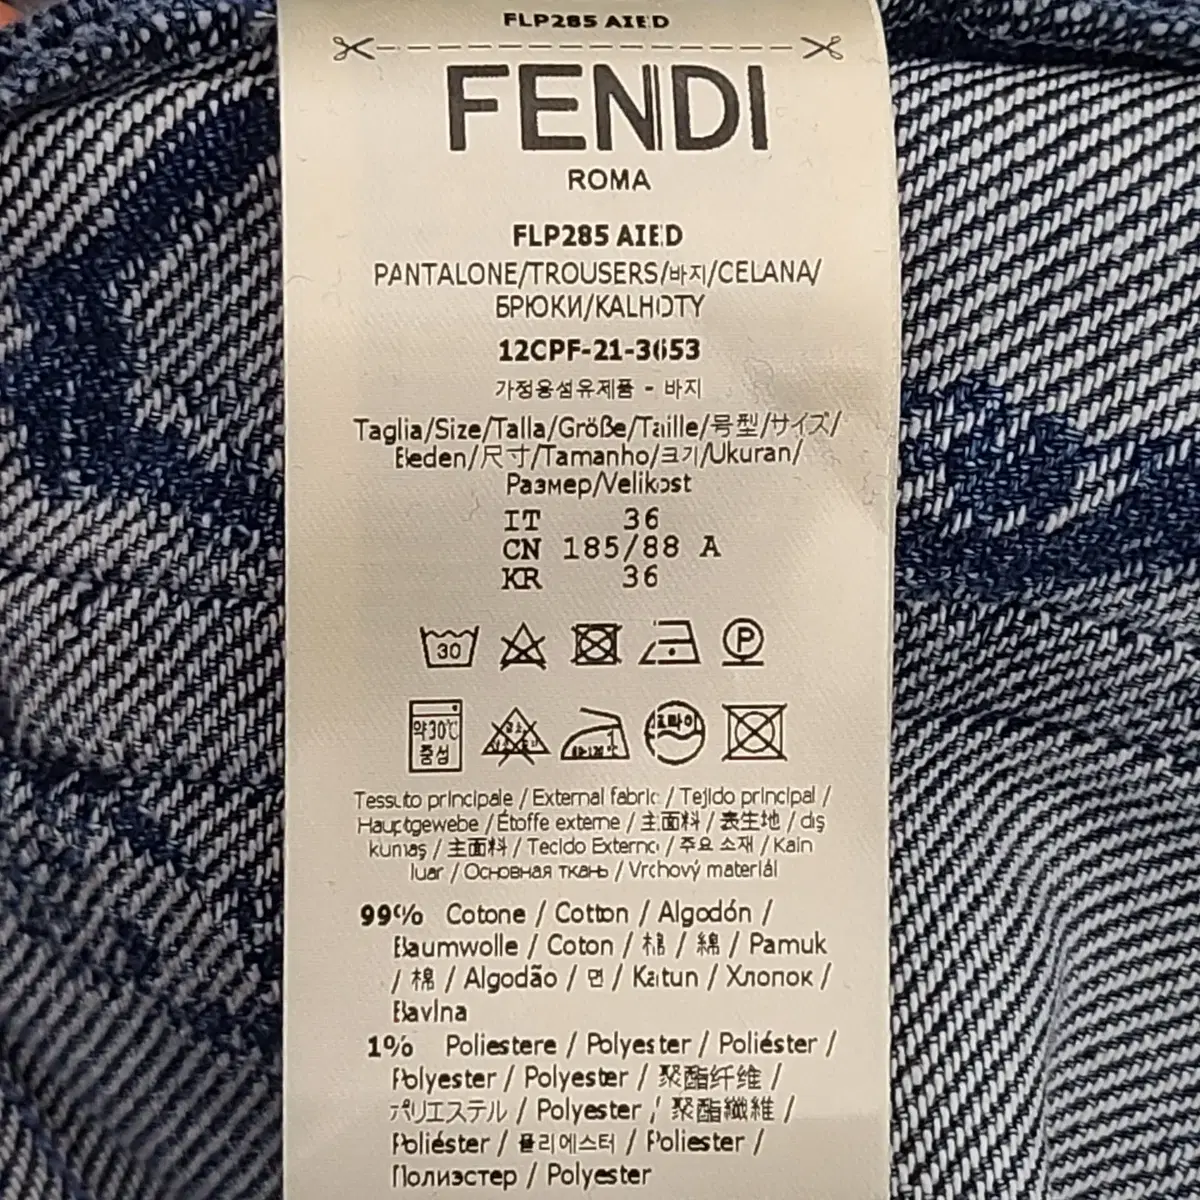 FLP285 AIED
FENDI
ROMA
FLP285 AIED
PANTALONE/TROUSERS/바지/CELANA/
БРЮКИ/KALHOTY
12CPF-21-3653
가정용섬유제품 - 바지
Taglia/Size/Talla/Größe/Taille/号型/サイズ/
Beden/尺寸/Tamanho/크기/Ukuran/
Размер/Velikost
IT 36
CN 185/88 A
KR 36
30 P
약30℃
중성
Tessuto principale / External fabric / Tejido principal /
Hauptgewebe / Étoffe externe / 主面料 / 表生地 / dış
kumaş / 主面料 / Tecido Externo / 주요 소재 / Kain
luar / Основная ткань / Vrchový materiál
99% Cotone / Cotton / Algodón /
Baumwolle / Coton / 棉 / 綿 / Pamuk
/ 棉 / Algodão / 면 / Katun / Хлопок /
Bavlna
1% Poliestere / Polyester / Poliéster /
Polyester / Polyester / 聚酯纤维 /
ポリエステル / Polyester / 聚酯纖維 /
Poliéster / 폴리에스터 / Poliester /
Полиэстер / Polyester